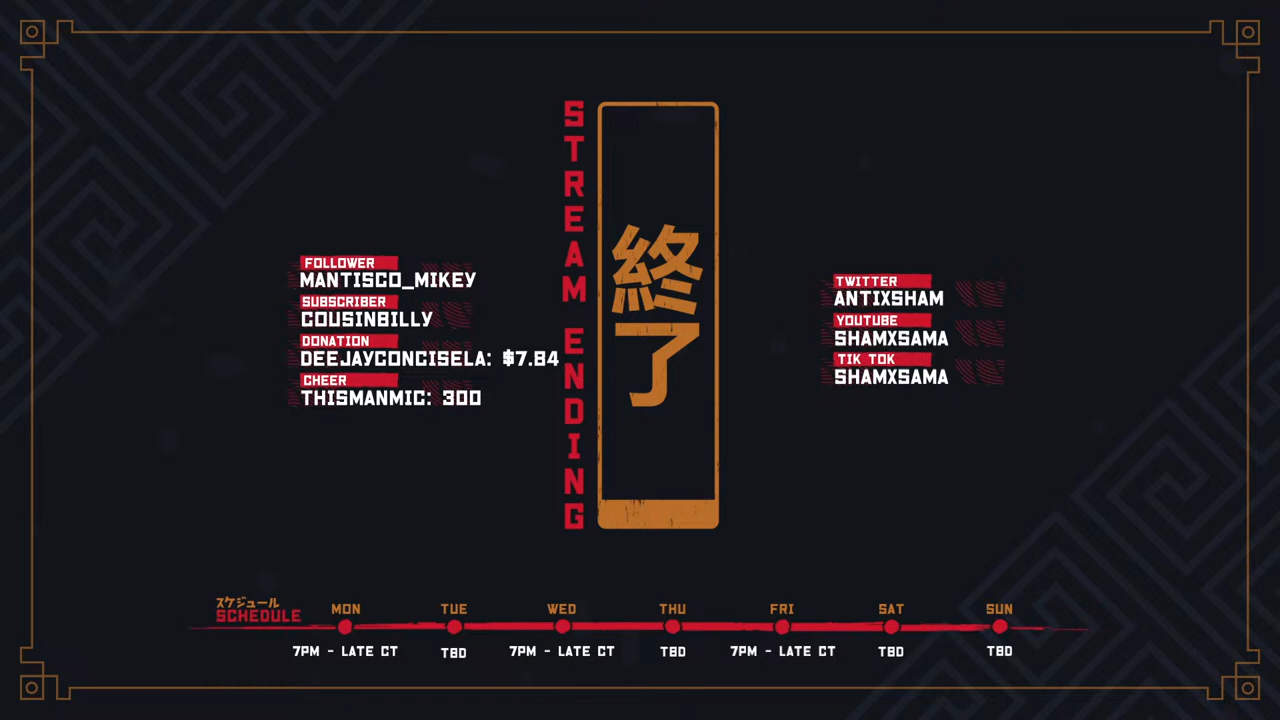 STREAM ENDING
終了
FOLLOWER
MANTISCO_MIKEY
SUBSCRIBER
COUSINBILLY
DONATION
DEEJAYCONCISELA: $7.84
CHEER
THISMANMIC: 300
TWITTER
ANTIXSHAM
YOUTUBE
SHAMXSAMA
TIK TOK
SHAMXSAMA
スケジュール
SCHEDULE
MON TUE WED THU FRI SAT SUN
7PM - LATE CT TBD 7PM - LATE CT TBD 7PM - LATE CT TBD TBD